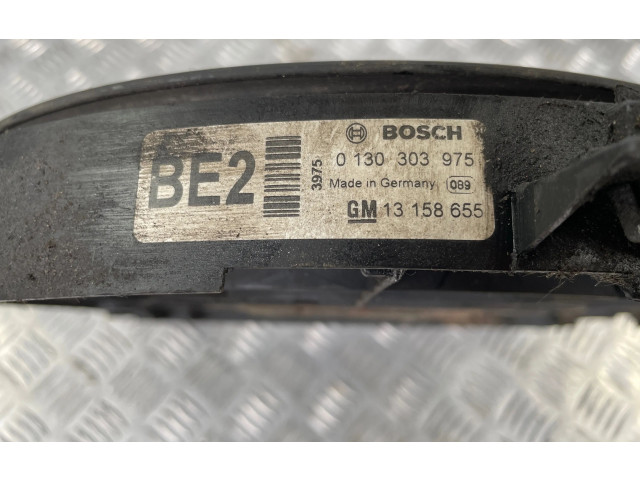 BE2
3975
BOSCH
0 130 303 975
Made in Germany 089
GM 13 158 655